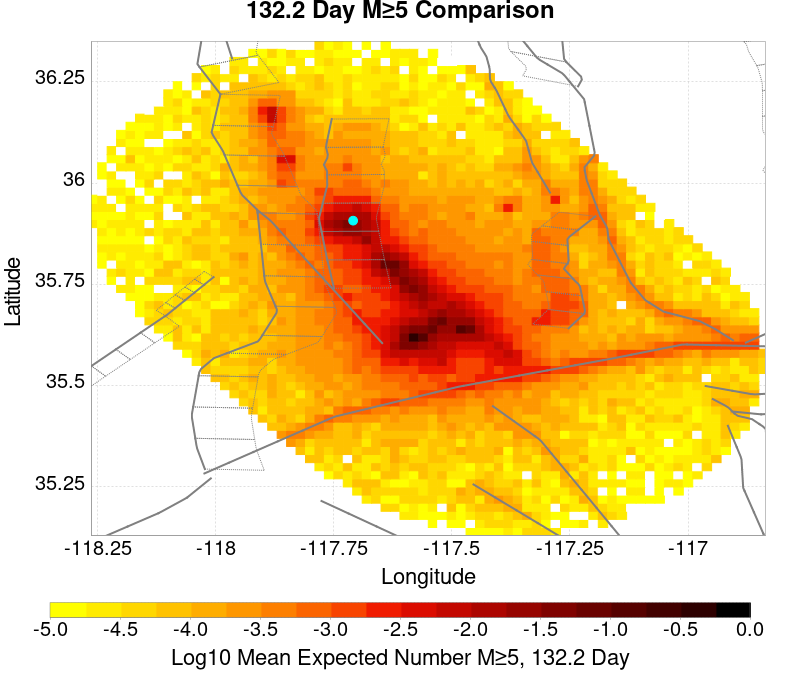 132.2 Day M≥5 Comparison
36.25
36
35.75
35.5
35.25
Latitude
-118.25 -118 -117.75 -117.5 -117.25 -117
Longitude
-5.0 -4.5 -4.0 -3.5 -3.0 -2.5 -2.0 -1.5 -1.0 -0.5 0.0
Log10 Mean Expected Number M≥5, 132.2 Day